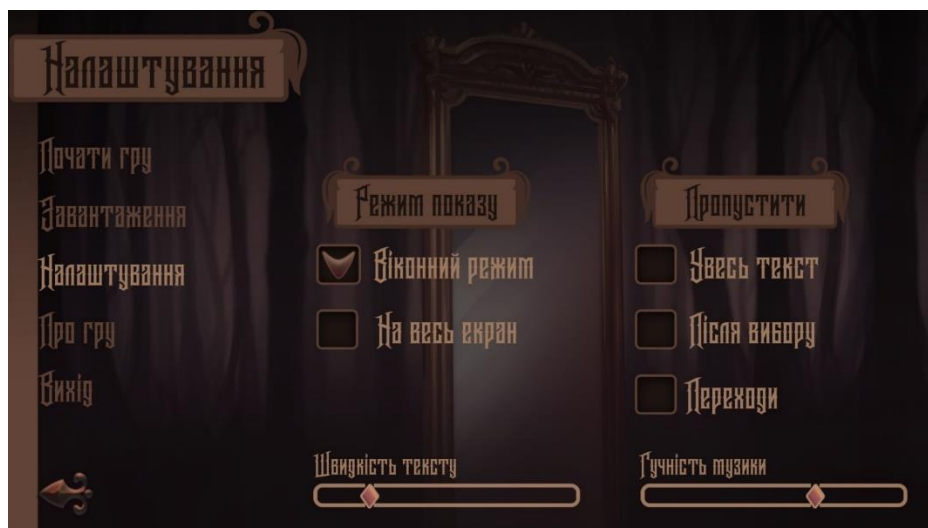 Налаштування
Почати гру
Завантаження
Налаштування
Про гру
Вихід
Режим показу
Віконний режим
На весь екран
Швидкість тексту
Пропустити
Увесь текст
Після вибору
Переходи
Гучність музики